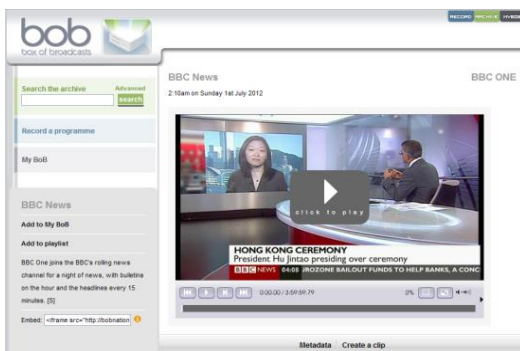 bob
box of broadcasts
RECORD ARCHIVE
Search the archive Advanced
search
Record a programme
My BoB
BBC News
Add to My BoB
Add to playlist
BBC One joins the BBC's rolling news
channel for a night of news, with bulletins
on the hour and the headlines every 15
minutes. [S]
Embed: <iframe src="http://bobnation
BBC News BBC ONE
2:10am on Sunday 1st July 2012
click to play
HONG KONG CEREMONY
President Hu Jintao presiding over ceremony
BBC NEWS 04:08 UROZONE BAILOUT FUNDS TO HELP BANKS, A CONC
0:00:00 / 3:59:59.79 0%
Metadata Create a clip